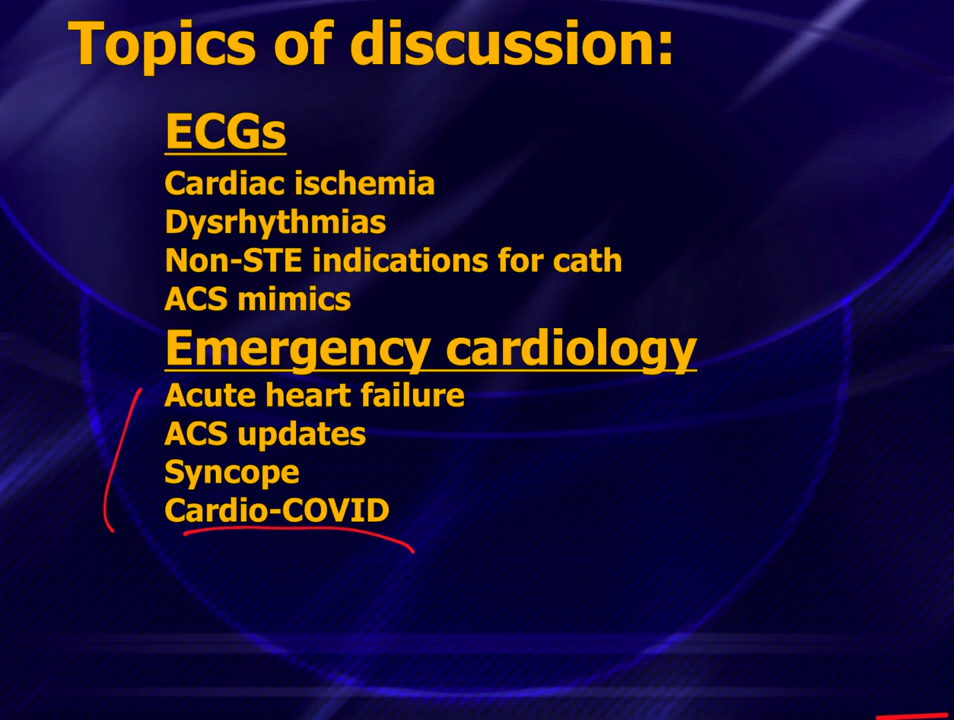 Topics of discussion:
ECGs
Cardiac ischemia
Dysrhythmias
Non-STE indications for cath
ACS mimics
Emergency cardiology
Acute heart failure
ACS updates
Syncope
Cardio-COVID